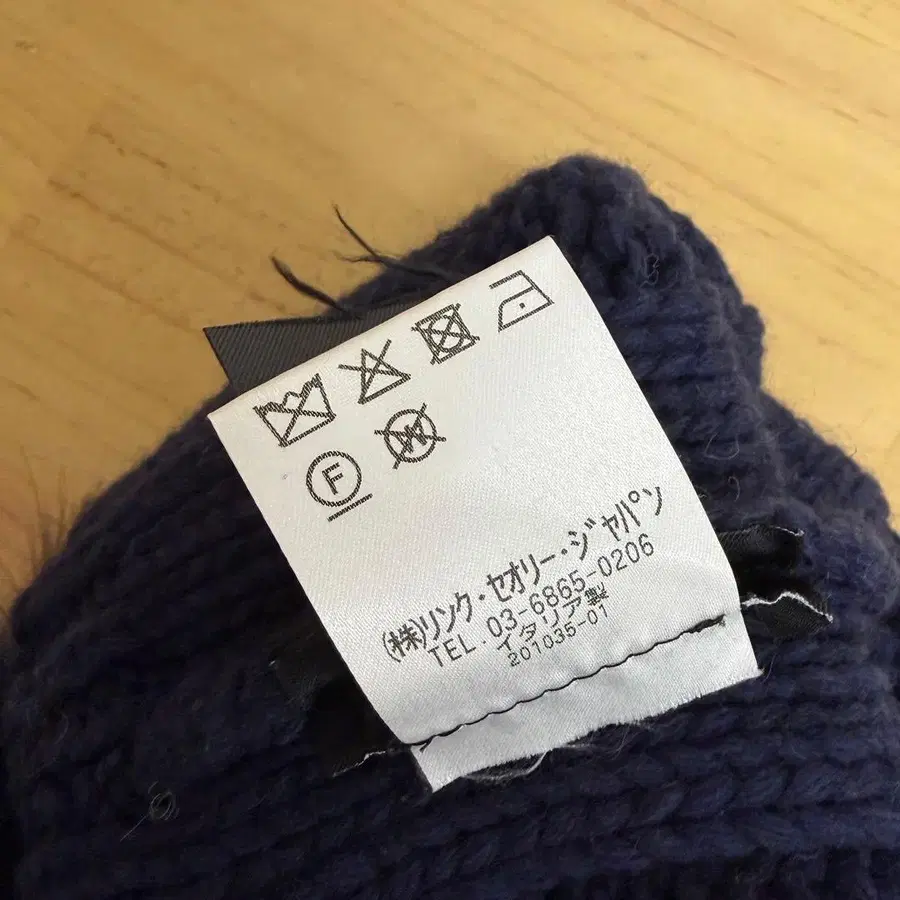 F
W
(株)リンク・セオリー・ジャパン
TEL.03-6865-0206
イタリア製
201035-01